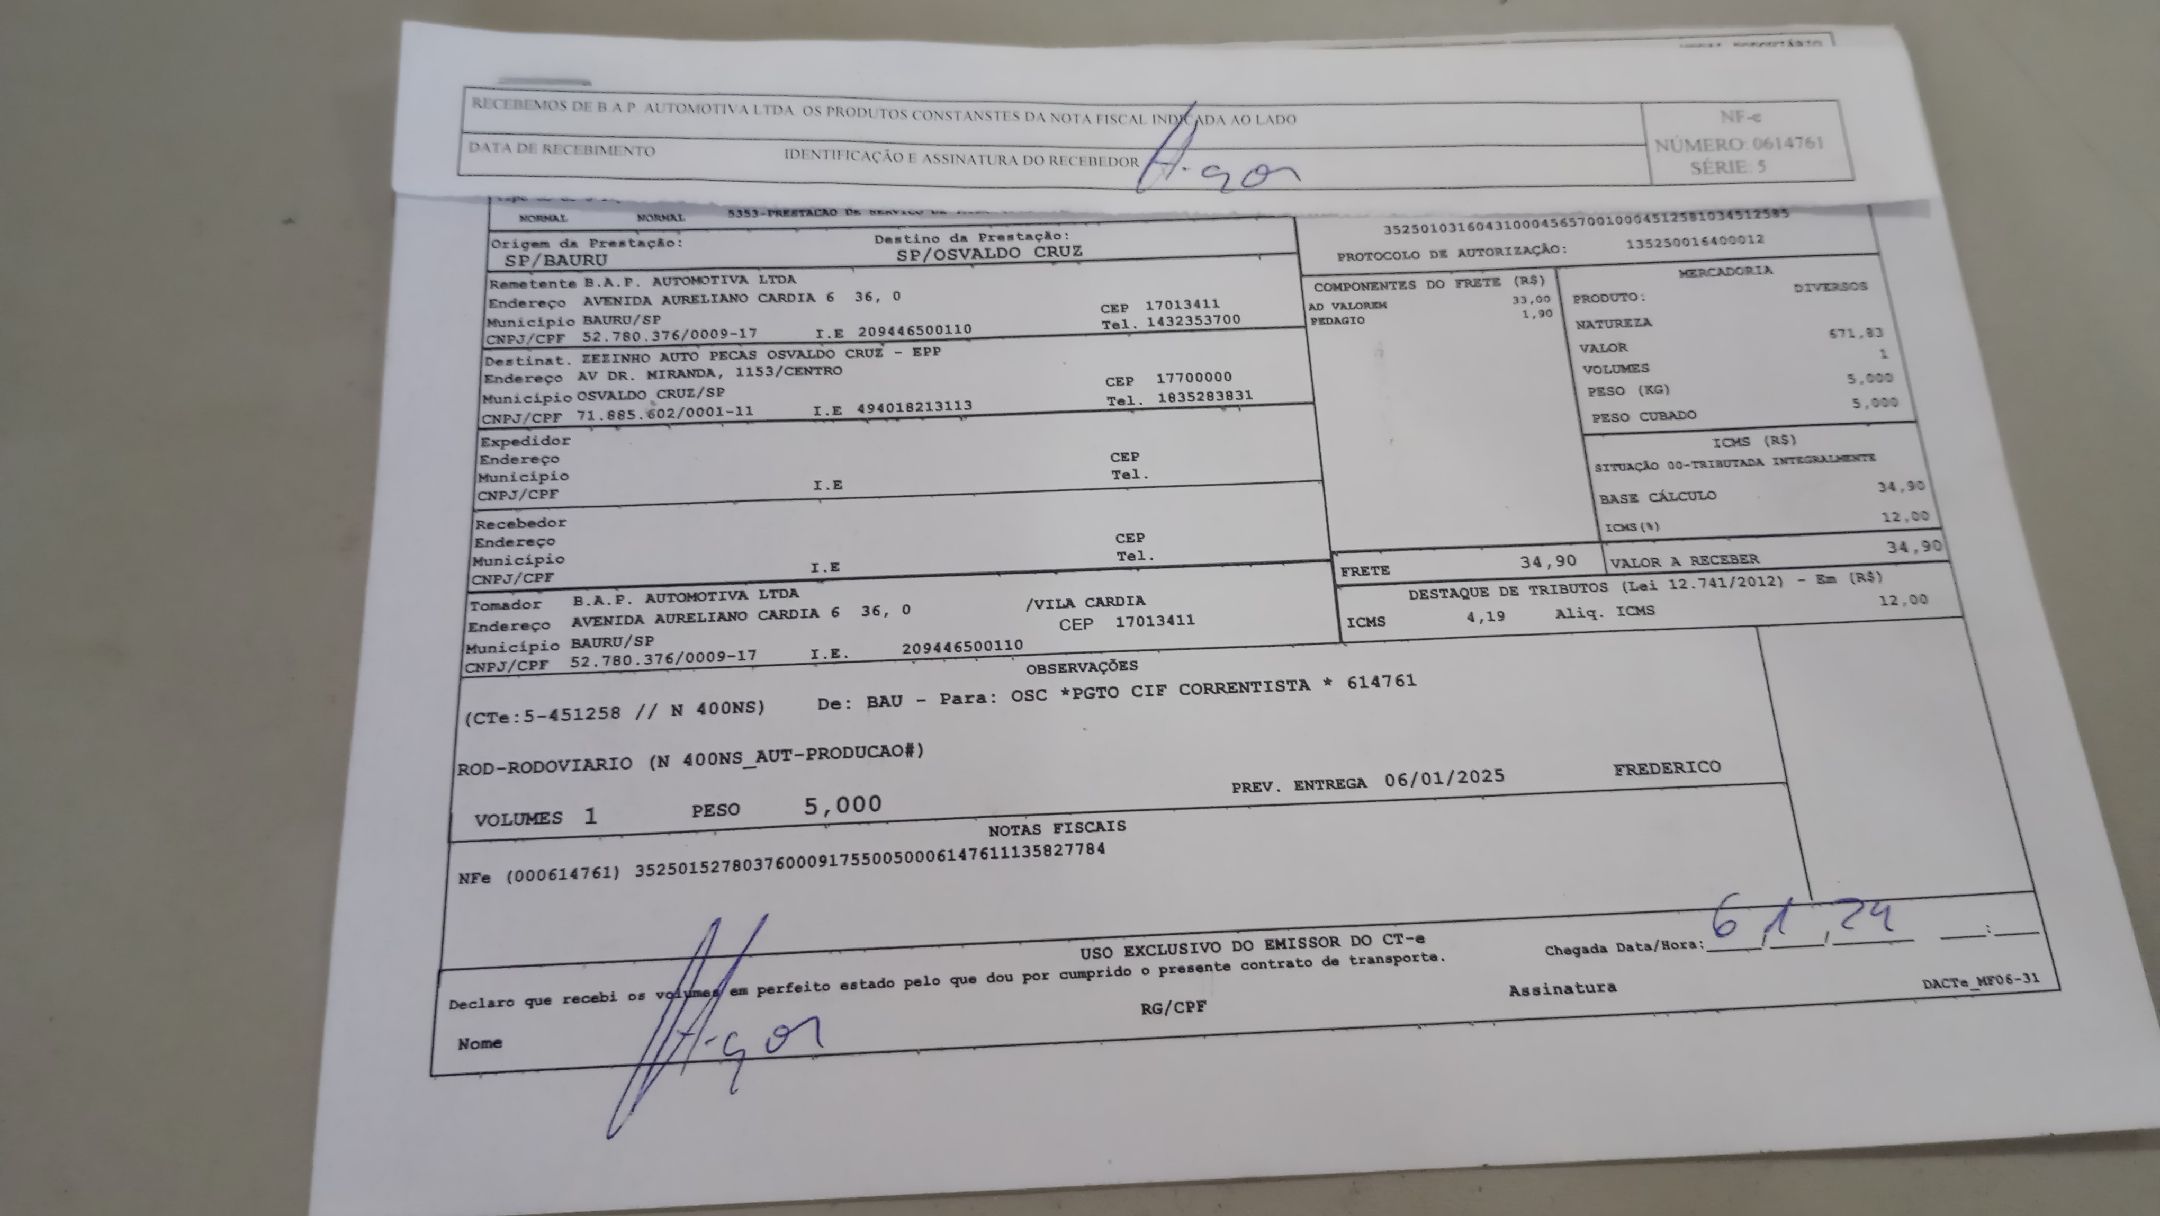 RECEBEMOS DE B A P. AUTOMOTIVA LTDA OS PRODUTOS CONSTANSTES DA NOTA FISCAL INDICADA AO LADO
DATA DE RECEBIMENTO IDENTIFICAÇÃO E ASSINATURA DO RECEBEDOR
NF-e
NÚMERO: 0614761
SÉRIE: 5
NORMAL NORMAL 5353-PRESTACAO DE SERVICO DE
Origem da Prestação: Destino da Prestação:
SP/BAURU SP/OSVALDO CRUZ
Remetente B.A.P. AUTOMOTIVA LTDA
Endereço AVENIDA AURELIANO CARDIA 6 36, 0 CEP 17013411
Município BAURU/SP Tel. 1432353700
CNPJ/CPF 52.780.376/0009-17 I.E 209446500110
Destinat. ZEZINHO AUTO PECAS OSVALDO CRUZ - EPP
Endereço AV DR. MIRANDA, 1153/CENTRO CEP 17700000
Município OSVALDO CRUZ/SP Tel. 1835283831
CNPJ/CPF 71.885.602/0001-11 I.E 494018213113
Expedidor
Endereço CEP
Município Tel.
CNPJ/CPF I.E
Recebedor
Endereço CEP
Município Tel.
CNPJ/CPF I.E
Tomador B.A.P. AUTOMOTIVA LTDA
Endereço AVENIDA AURELIANO CARDIA 6 36, 0 /VILA CARDIA
Município BAURU/SP CEP 17013411
CNPJ/CPF 52.780.376/0009-17 I.E. 209446500110
35250103160431000456570010004512581034512585
PROTOCOLO DE AUTORIZAÇÃO: 135250016400012
COMPONENTES DO FRETE (R$)
AD VALOREM 33,00
PEDAGIO 1,90
MERCADORIA
PRODUTO: DIVERSOS
NATUREZA
VALOR 671,83
VOLUMES 1
PESO (KG) 5,000
PESO CUBADO 5,000
ICMS (R$)
SITUAÇÃO 00-TRIBUTADA INTEGRALMENTE
BASE CÁLCULO 34,90
ICMS(%) 12,00
FRETE 34,90 VALOR A RECEBER 34,90
DESTAQUE DE TRIBUTOS (Lei 12.741/2012) - Em (R$)
ICMS 4,19 Aliq. ICMS 12,00
OBSERVAÇÕES
(CTe:5-451258 // N 400NS) De: BAU - Para: OSC *PGTO CIF CORRENTISTA * 614761
ROD-RODOVIARIO (N 400NS_AUT-PRODUCAO#)
VOLUMES 1 PESO 5,000 PREV. ENTREGA 06/01/2025 FREDERICO
NOTAS FISCAIS
NFe (000614761) 35250152780376000917550050006147611135827784
USO EXCLUSIVO DO EMISSOR DO CT-e
Declaro que recebi os volumes em perfeito estado pelo que dou por cumprido o presente contrato de transporte.
Chegada Data/Hora: 6/1/24 :
Nome RG/CPF Assinatura
DACTe_MF06-31